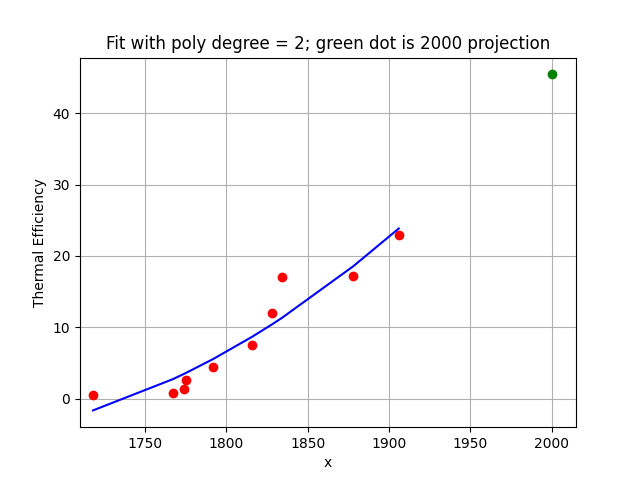 Fit with poly degree = 2; green dot is 2000 projection
Thermal Efficiency
40
30
20
10
0
1750 1800 1850 1900 1950 2000
x